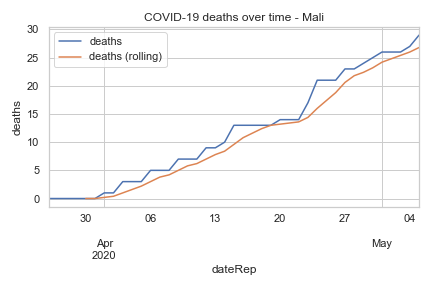 COVID-19 deaths over time - Mali
deaths
deaths (rolling)
30
25
20
15
10
5
0
deaths
30 06 13 20 27 04
Apr May
2020
dateRep